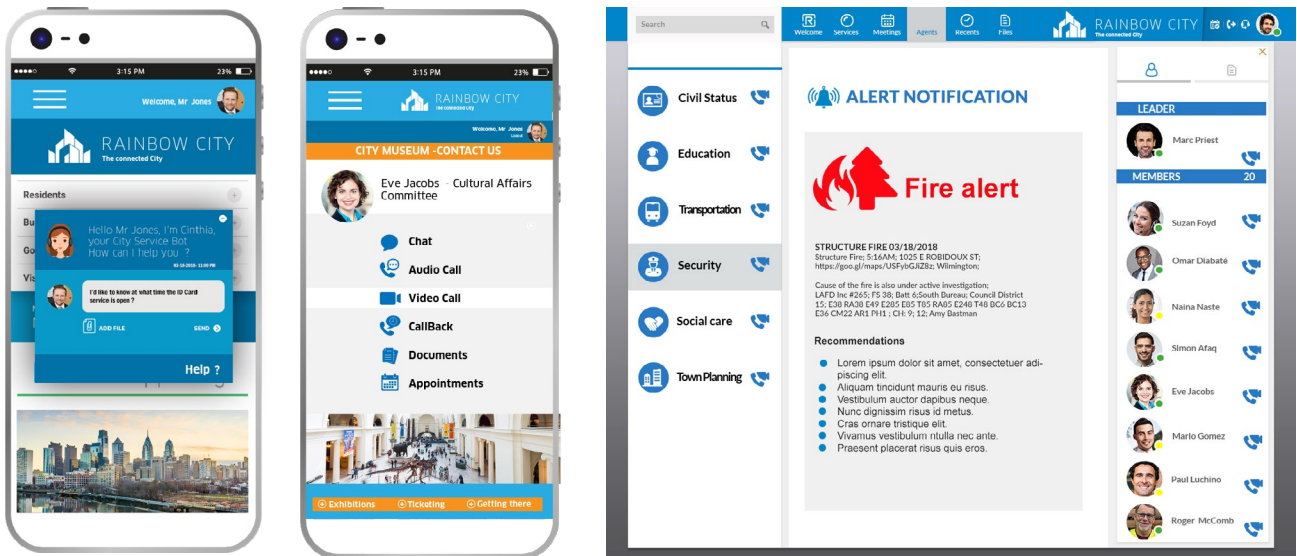 3:15 PM
23%
Welcome, Mr Jones
RAINBOW CITY
The connected City
Residents
Bu
Go
Vis
Hello Mr Jones, I'm Cinthia,
your City Service Bot
How can I help you ?
03-18-2018- 12:00 PM
I'd like to know at what time the ID Card
service is open ?
ADD FILE
SEND
Help ?
3:15 PM
23%
RAINBOW CITY
The connected City
Welcome, Mr Jones
Logout
CITY MUSEUM -CONTACT US
Eve Jacobs - Cultural Affairs
Committee
Chat
Audio Call
Video Call
CallBack
Documents
Appointments
Exhibitions
Ticketing
Getting there
Search
Welcome
Services
Meetings
Agents
Recents
Files
RAINBOW CITY
The connected City
Civil Status
Education
Transportation
Security
Social care
Town Planning
ALERT NOTIFICATION
Fire alert
STRUCTURE FIRE 03/18/2018
Structure Fire; 5:16AM; 1025 E ROBIDOUX ST;
https://goo.gl/maps/USFybGJiZ8z; Wilmington;
Cause of the fire is also under active investigation;
LAFD Inc #265; FS 38; Batt 6;South Bureau; Council District
15; E38 RA38 E49 E285 E85 T85 RA85 E248 T48 BC6 BC13
E36 CM22 AR1 PH1 ; CH: 9; 12; Amy Bastman
Recommendations
Lorem ipsum dolor sit amet, consectetuer adi-
piscing elit.
Aliquam tincidunt mauris eu risus.
Vestibulum auctor dapibus neque.
Nunc dignissim risus id metus.
Cras ornare tristique elit.
Vivamus vestibulum ntulla nec ante.
Praesent placerat risus quis eros.
LEADER
Marc Priest
MEMBERS 20
Suzan Foyd
Omar Diabaté
Naina Naste
Simon Afaq
Eve Jacobs
Mario Gomez
Paul Luchino
Roger McComb